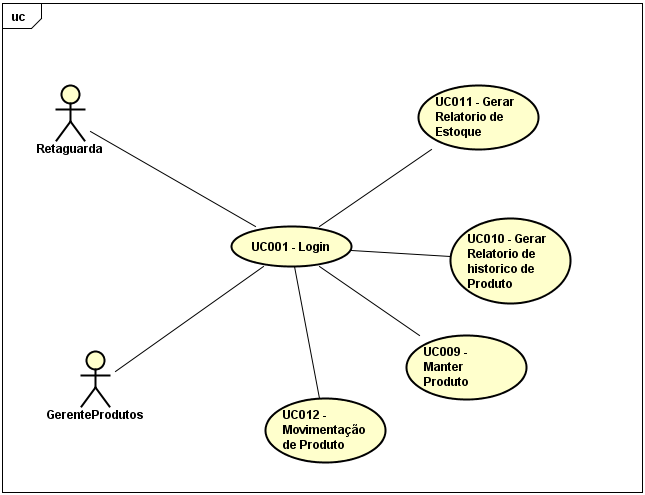 uc
Retaguarda
UC011 - Gerar
Relatorio de
Estoque
UC001 - Login
UC010 - Gerar
Relatorio de
historico de
Produto
UC009 -
Manter
Produto
GerenteProdutos
UC012 -
Movimentação
de Produto